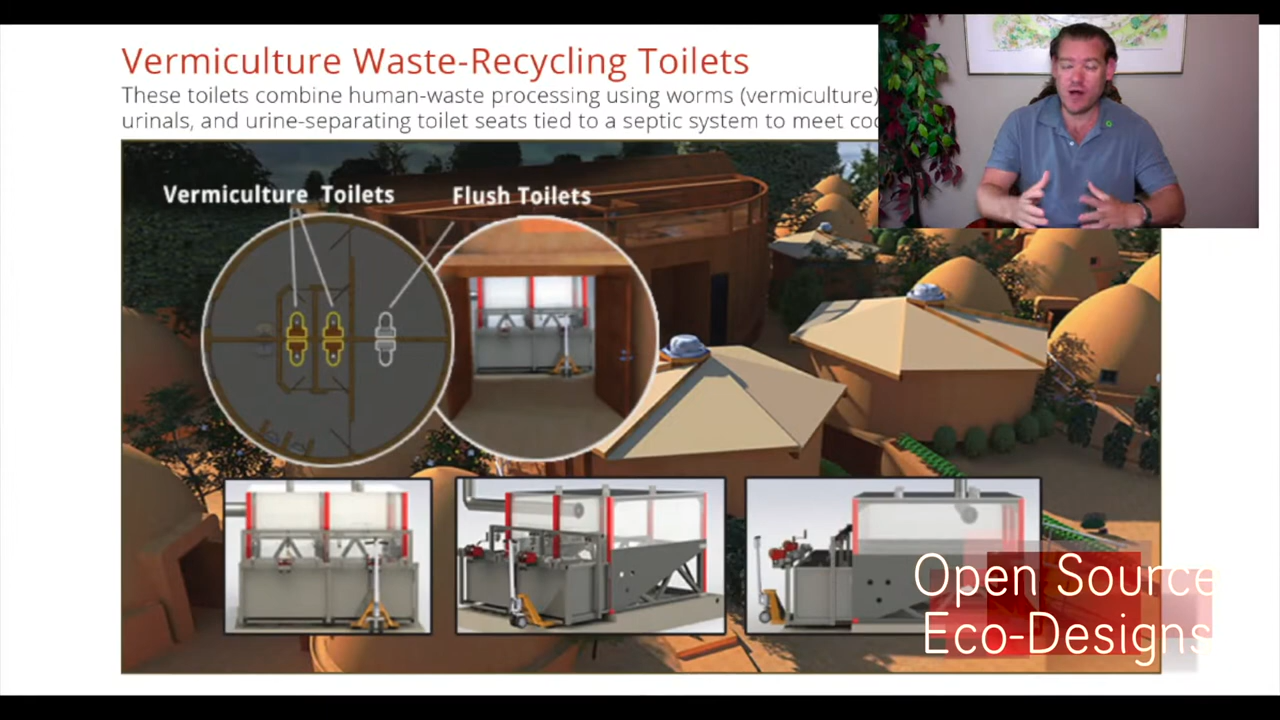 Vermiculture Waste-Recycling Toilets
These toilets combine human-waste processing using worms (vermiculture)
urinals, and urine-separating toilet seats tied to a septic system to meet
Vermiculture Toilets
Flush Toilets
Open Source
Eco-Designs